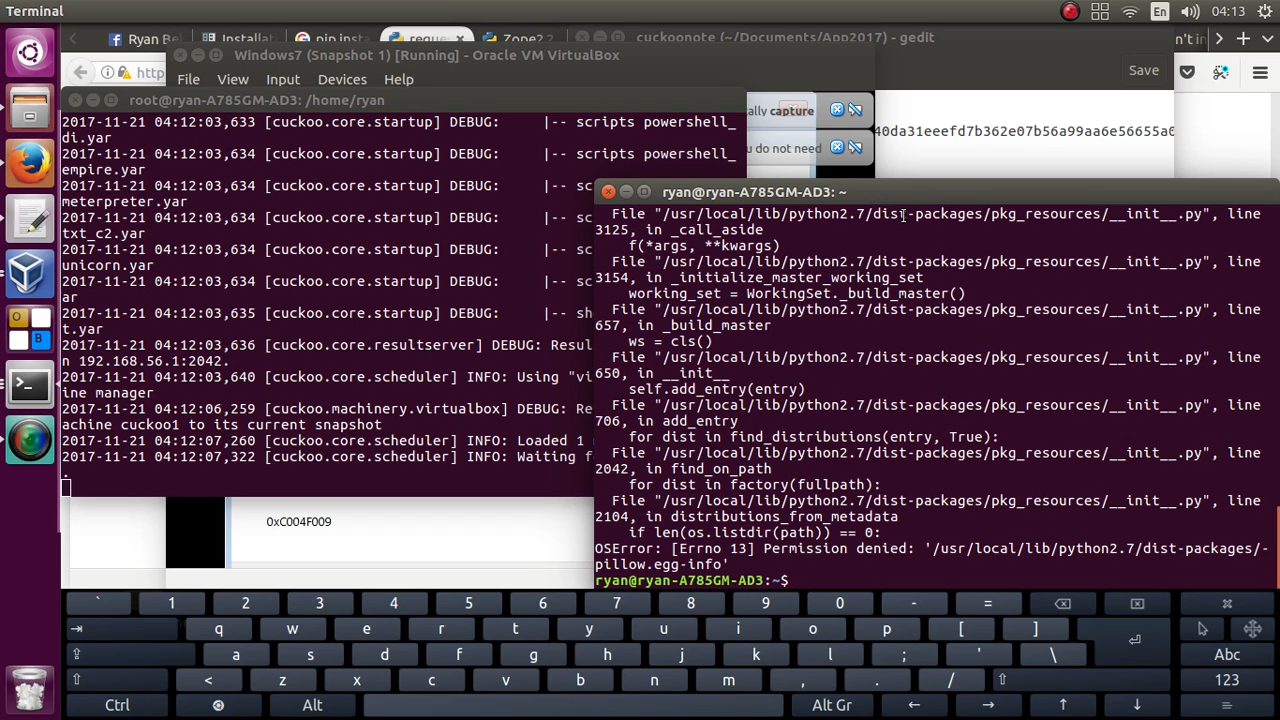 Terminal
En
04:13
Ryan Be
Install
pip inst
reque
Zope2
cuckoonote (~/Documents/App2017) - gedit
n't in
Windows7 (Snapshot 1) [Running] - Oracle VM VirtualBox
http
File View Input Devices Help
Save
root@ryan-A785GM-AD3: /home/ryan
ally capture
u do not need
40da31eeefd7b362e07b56a99aa6e56655a0
2017-11-21 04:12:03,633 [cuckoo.core.startup] DEBUG: |-- scripts powershell_
di.yar
2017-11-21 04:12:03,634 [cuckoo.core.startup] DEBUG: |-- scripts powershell_
empire.yar
2017-11-21 04:12:03,634 [cuckoo.core.startup] DEBUG: |-- s
meterpreter.yar
2017-11-21 04:12:03,634 [cuckoo.core.startup] DEBUG: |-- s
txt_c2.yar
2017-11-21 04:12:03,634 [cuckoo.core.startup] DEBUG: |-- s
unicorn.yar
2017-11-21 04:12:03,634 [cuckoo.core.startup] DEBUG: |-- s
ar
2017-11-21 04:12:03,635 [cuckoo.core.startup] DEBUG: |-- sh
t.yar
2017-11-21 04:12:03,636 [cuckoo.core.resultserver] DEBUG: Resul
n 192.168.56.1:2042.
2017-11-21 04:12:03,640 [cuckoo.core.scheduler] INFO: Using "vi
ine manager
2017-11-21 04:12:06,259 [cuckoo.machinery.virtualbox] DEBUG: Re
achine cuckoo1 to its current snapshot
2017-11-21 04:12:07,260 [cuckoo.core.scheduler] INFO: Loaded 1
2017-11-21 04:12:07,322 [cuckoo.core.scheduler] INFO: Waiting f
.
0xC004F009
ryan@ryan-A785GM-AD3: ~
File "/usr/local/lib/python2.7/dist-packages/pkg_resources/__init__.py", line
3125, in _call_aside
f(*args, **kwargs)
File "/usr/local/lib/python2.7/dist-packages/pkg_resources/__init__.py", line
3154, in _initialize_master_working_set
working_set = WorkingSet._build_master()
File "/usr/local/lib/python2.7/dist-packages/pkg_resources/__init__.py", line
657, in _build_master
ws = cls()
File "/usr/local/lib/python2.7/dist-packages/pkg_resources/__init__.py", line
650, in __init__
self.add_entry(entry)
File "/usr/local/lib/python2.7/dist-packages/pkg_resources/__init__.py", line
706, in add_entry
for dist in find_distributions(entry, True):
File "/usr/local/lib/python2.7/dist-packages/pkg_resources/__init__.py", line
2042, in find_on_path
for dist in factory(fullpath):
File "/usr/local/lib/python2.7/dist-packages/pkg_resources/__init__.py", line
2104, in distributions_from_metadata
if len(os.listdir(path)) == 0:
OSError: [Errno 13] Permission denied: '/usr/local/lib/python2.7/dist-packages/-
pillow.egg-info'
ryan@ryan-A785GM-AD3:~$
` 1 2 3 4 5 6 7 8 9 0 - =
q w e r t y u i o p [ ]
a s d f g h j k l ; ' \ Abc
< z x c v b n m , . / 123
Ctrl Alt Alt Gr